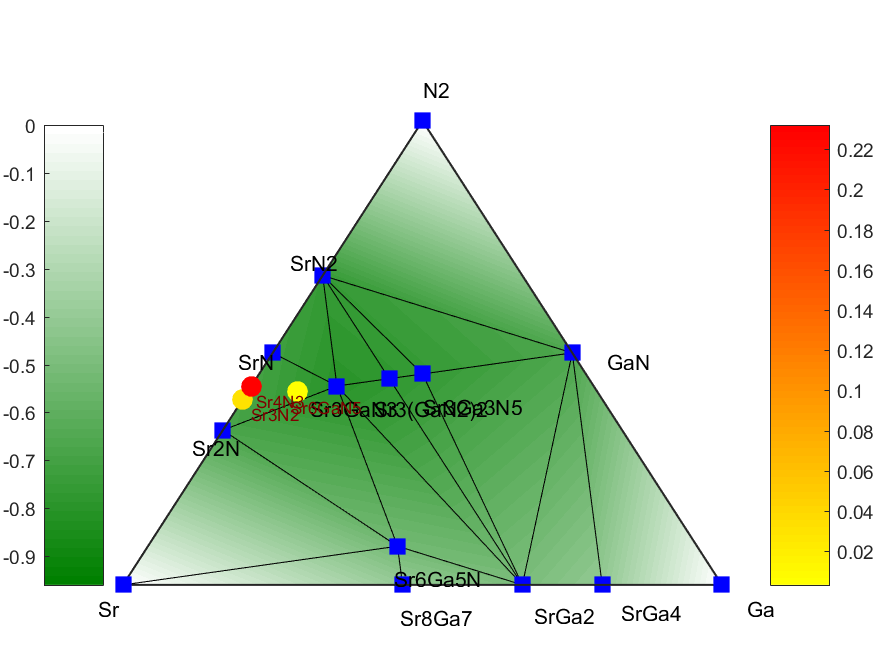 N2
0
-0.1
-0.2
-0.3
-0.4
-0.5
-0.6
-0.7
-0.8
-0.9
0.22
0.2
0.18
0.16
0.14
0.12
0.1
0.08
0.06
0.04
0.02
SrN2
SrN
GaN
Sr4N3
Sr6GaN5
Sr3N2
Sr3GaN3
Sr3(GaN2)2
Sr3Ga3N5
Sr2N
Sr6Ga5N
Sr
Sr8Ga7
SrGa2
SrGa4
Ga